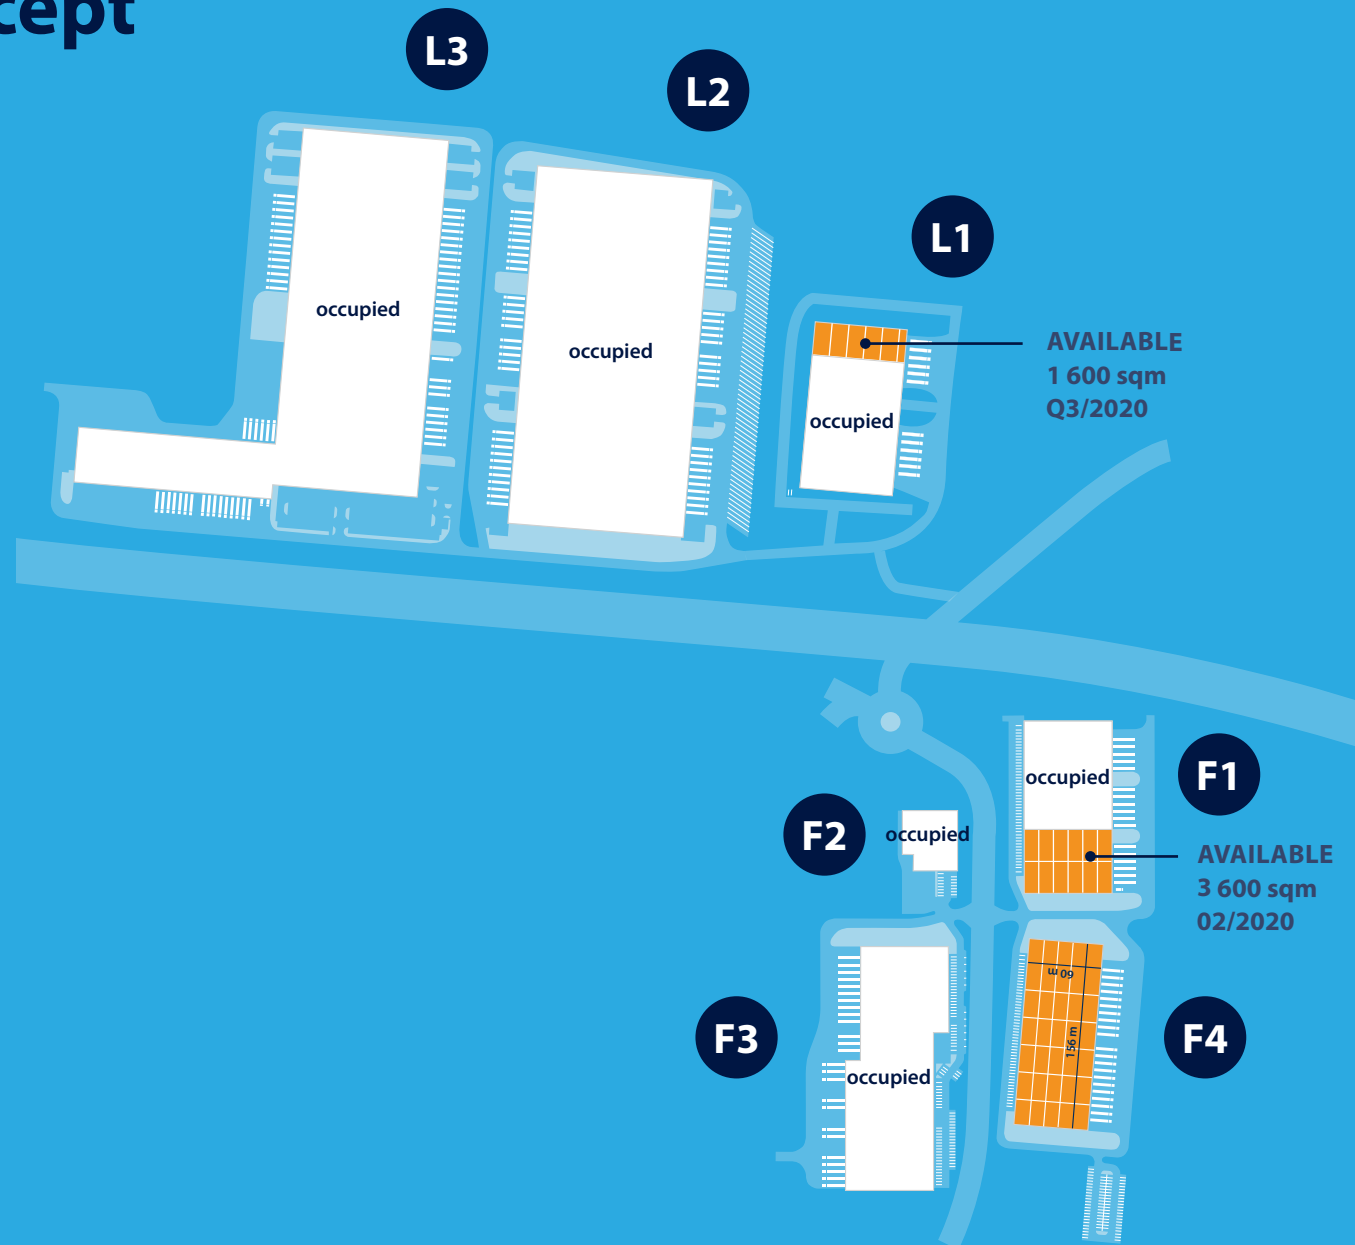 cept
L3
L2
L1
occupied
occupied
AVAILABLE
1 600 sqm
Q3/2020
occupied
F1
occupied
F2
occupied
AVAILABLE
3 600 sqm
02/2020
60 m
F3
156 m
F4
occupied